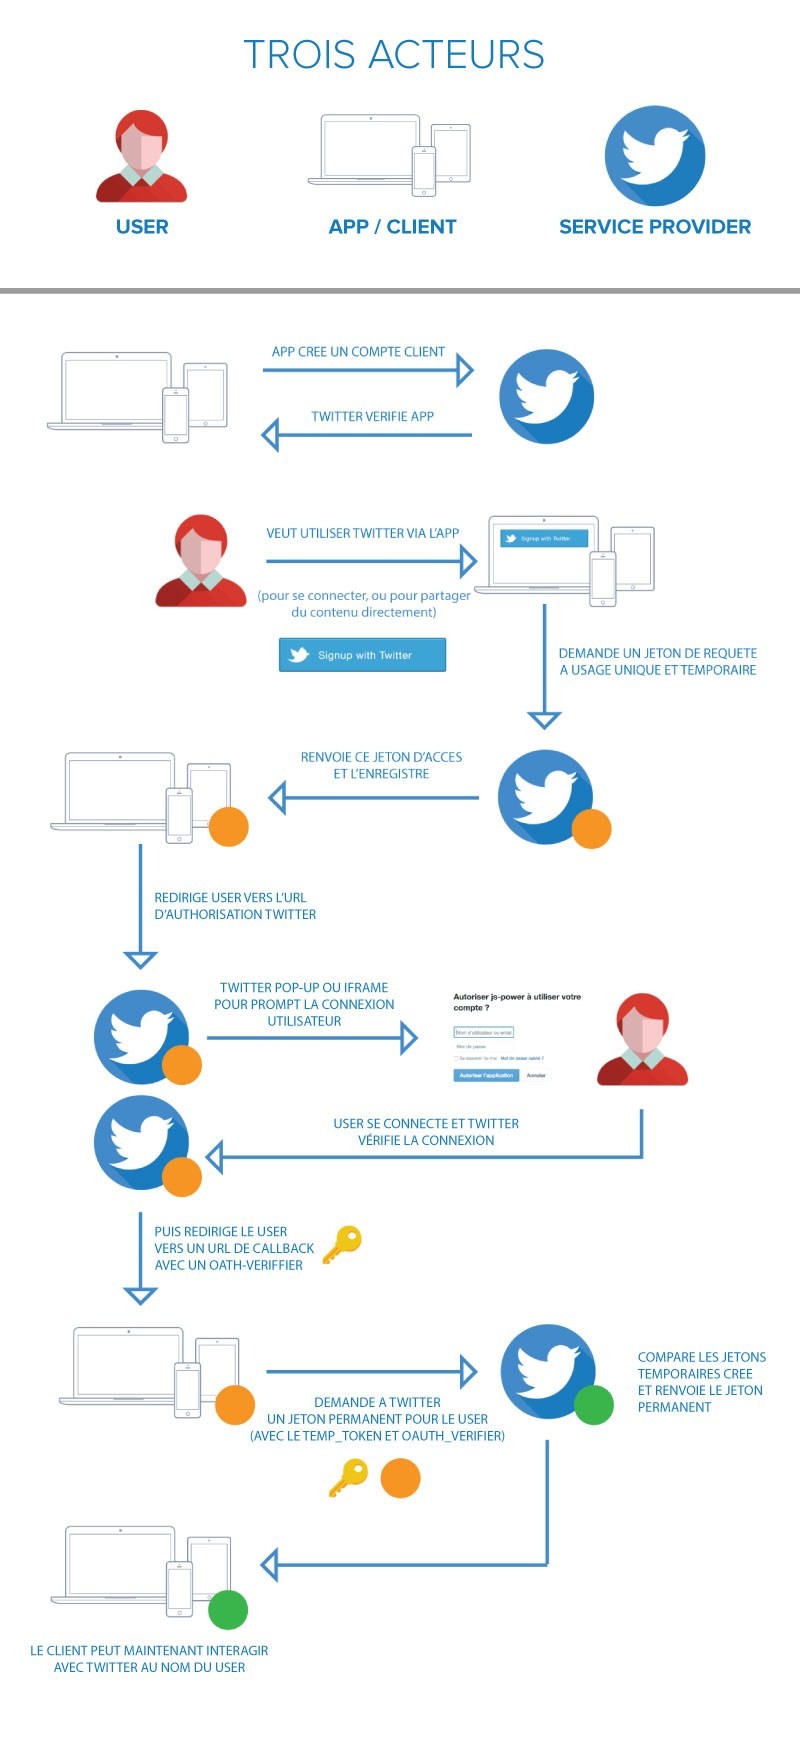 TROIS ACTEURS
USER
APP / CLIENT
SERVICE PROVIDER
APP CREE UN COMPTE CLIENT
TWITTER VERIFIE APP
VEUT UTILISER TWITTER VIA L'APP
Signup with Twitter
(pour se connecter, ou pour partager
du contenu directement)
Signup with Twitter
DEMANDE UN JETON DE REQUETE
A USAGE UNIQUE ET TEMPORAIRE
RENVOIE CE JETON D'ACCES
ET L'ENREGISTRE
REDIRIGE USER VERS L'URL
D'AUTHORISATION TWITTER
TWITTER POP-UP OU IFRAME
POUR PROMPT LA CONNEXION
UTILISATEUR
Autoriser js-power à utiliser votre
compte ?
Nom d'utilisateur ou email
Mot de passe
Se souvenir de moi · Mot de passe oublié ?
Autoriser l'application
Annuler
USER SE CONNECTE ET TWITTER
VÉRIFIE LA CONNEXION
PUIS REDIRIGE LE USER
VERS UN URL DE CALLBACK
AVEC UN OATH-VERIFFIER
DEMANDE A TWITTER
UN JETON PERMANENT POUR LE USER
(AVEC LE TEMP_TOKEN ET OAUTH_VERIFIER)
COMPARE LES JETONS
TEMPORAIRES CREE
ET RENVOIE LE JETON
PERMANENT
LE CLIENT PEUT MAINTENANT INTERAGIR
AVEC TWITTER AU NOM DU USER